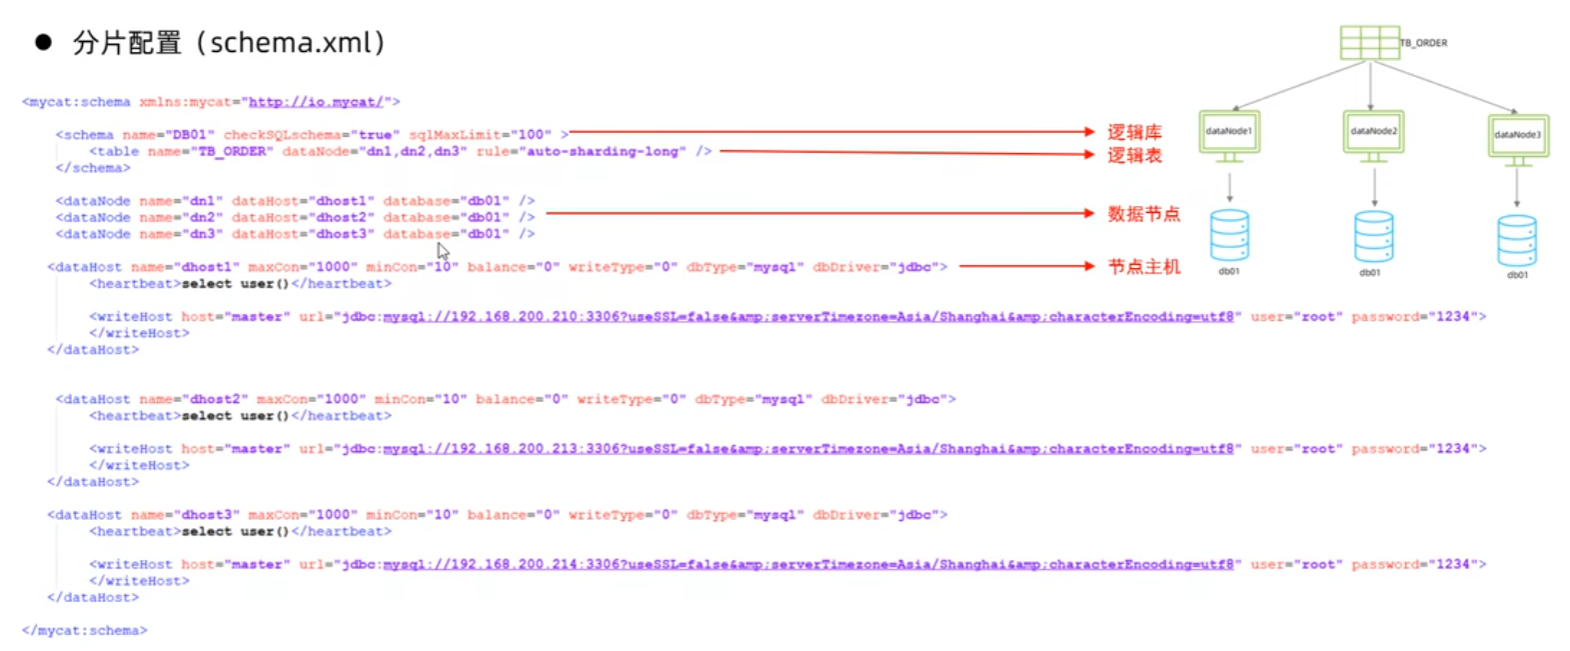 ● 分片配置（schema.xml）
<mycat:schema xmlns:mycat="http://io.mycat/">
<schema name="DB01" checkSQLschema="true" sqlMaxLimit="100" >
逻辑库
<table name="TB_ORDER" dataNode="dn1,dn2,dn3" rule="auto-sharding-long" />
逻辑表
</schema>
<dataNode name="dn1" dataHost="dhost1" database="db01" />
<dataNode name="dn2" dataHost="dhost2" database="db01" />
数据节点
<dataNode name="dn3" dataHost="dhost3" database="db01" />
<dataHost name="dhost1" maxCon="1000" minCon="10" balance="0" writeType="0" dbType="mysql" dbDriver="jdbc">
节点主机
<heartbeat>select user()</heartbeat>
<writeHost host="master" url="jdbc:mysql://192.168.200.210:3306?useSSL=false&amp;serverTimezone=Asia/Shanghai&amp;characterEncoding=utf8" user="root" password="1234">
</writeHost>
</dataHost>
<dataHost name="dhost2" maxCon="1000" minCon="10" balance="0" writeType="0" dbType="mysql" dbDriver="jdbc">
<heartbeat>select user()</heartbeat>
<writeHost host="master" url="jdbc:mysql://192.168.200.213:3306?useSSL=false&amp;serverTimezone=Asia/Shanghai&amp;characterEncoding=utf8" user="root" password="1234">
</writeHost>
</dataHost>
<dataHost name="dhost3" maxCon="1000" minCon="10" balance="0" writeType="0" dbType="mysql" dbDriver="jdbc">
<heartbeat>select user()</heartbeat>
<writeHost host="master" url="jdbc:mysql://192.168.200.214:3306?useSSL=false&amp;serverTimezone=Asia/Shanghai&amp;characterEncoding=utf8" user="root" password="1234">
</writeHost>
</dataHost>
</mycat:schema>
TB_ORDER
dataNode1
dataNode2
dataNode3
db01
db01
db01